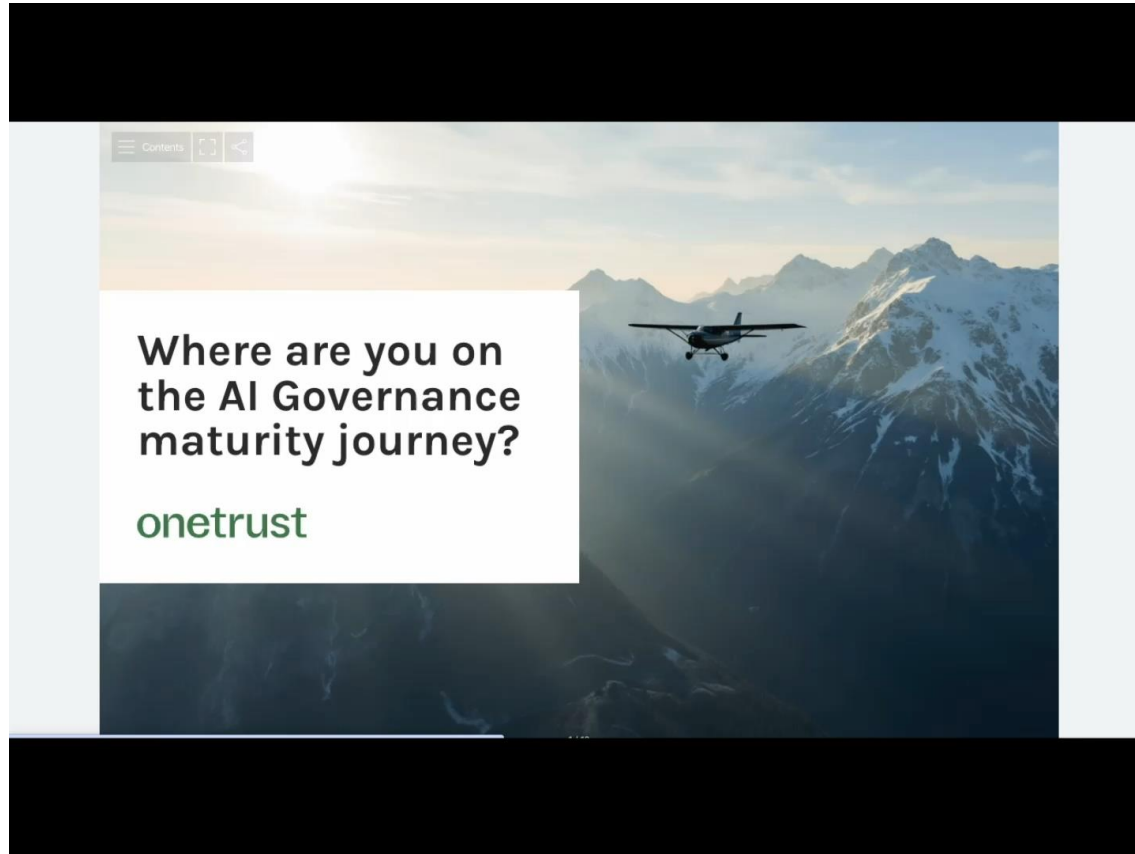 Contents
Where are you on
the AI Governance
maturity journey?
onetrust